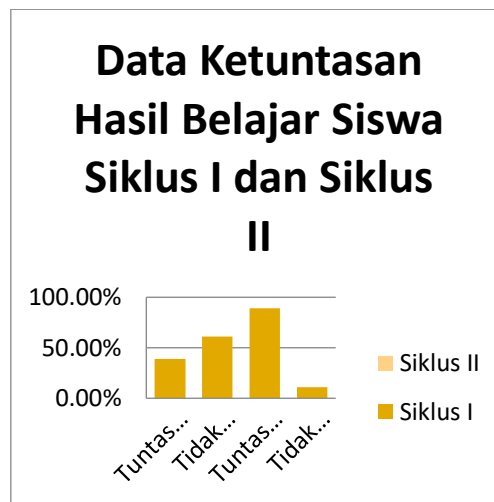 Data Ketuntasan
Hasil Belajar Siswa
Siklus I dan Siklus
II
100.00%
50.00%
0.00%
Tuntas...
Tidak...
Tuntas...
Tidak...
Siklus II
Siklus I